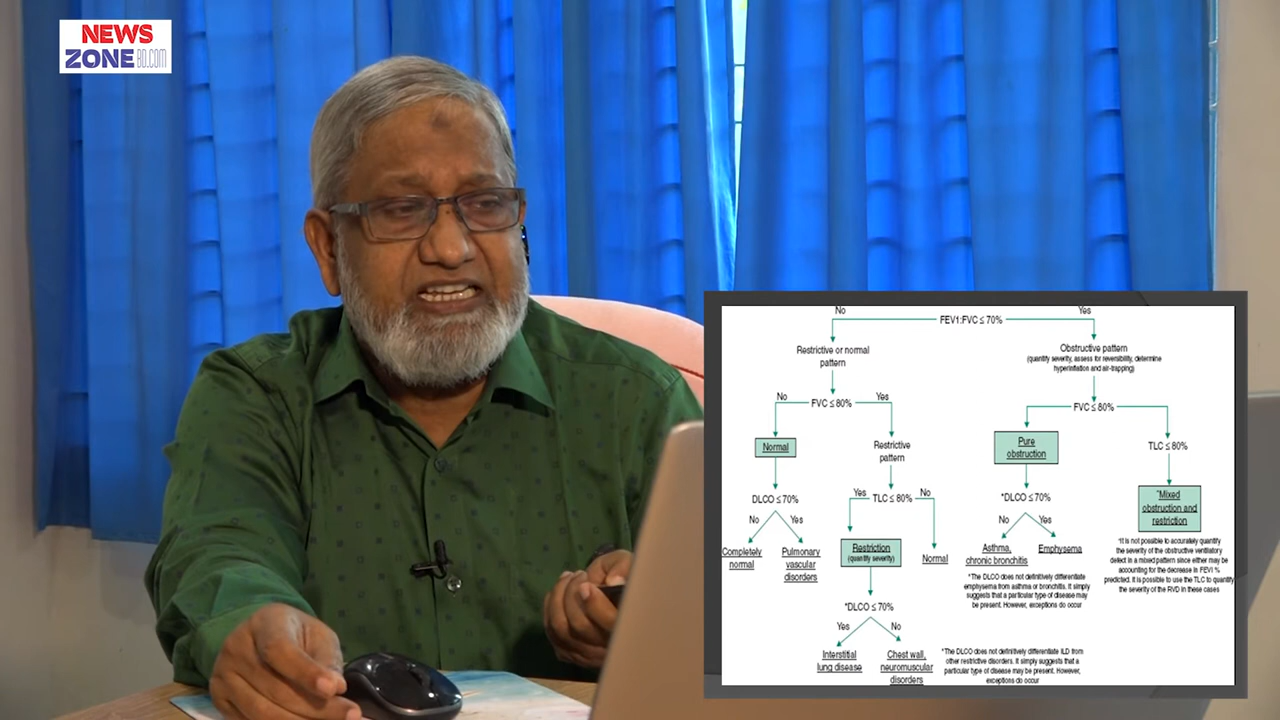 NEWS
ZONE BD.COM
No
Yes
FEV1:FVC ≤ 70%
Restrictive or normal
pattern
Obstructive pattern
(quantify severity, assess for reversibility, determine
hyperinflation and air-trapping)
No
FVC ≤ 80%
Yes
FVC ≤ 80%
Normal
Restrictive
pattern
Pure
obstruction
TLC ≤ 80%
DLCO ≤ 70%
Yes
TLC ≤ 80%
No
*DLCO ≤ 70%
"Mixed
obstruction and
restriction
No
Yes
No
Yes
Completely
normal
Pulmonary
vascular
disorders
Restriction
(quantify severity)
Normal
Asthma,
chronic bronchitis
Emphysema
*It is not possible to accurately quantify
the severity of the obstructive ventilatory
defect in a mixed pattern since either may be
accounting for the decrease in FEVI %
predicted. It is possible to use the TLC to quantify
the severity of the RVD in these cases
*The DLCO does not definitively differentiate
emphysema from asthma or bronchitis. It simply
suggests that a particular type of disease may
be present. However, exceptions do occur
*DLCO ≤ 70%
Yes
No
Interstitial
lung disease
Chest wall,
neuromuscular
disorders
*The DLCO does not definitively differentiate ILD from
other restrictive disorders. It simply suggests that a
particular type of disease may be present. However,
exceptions do occur